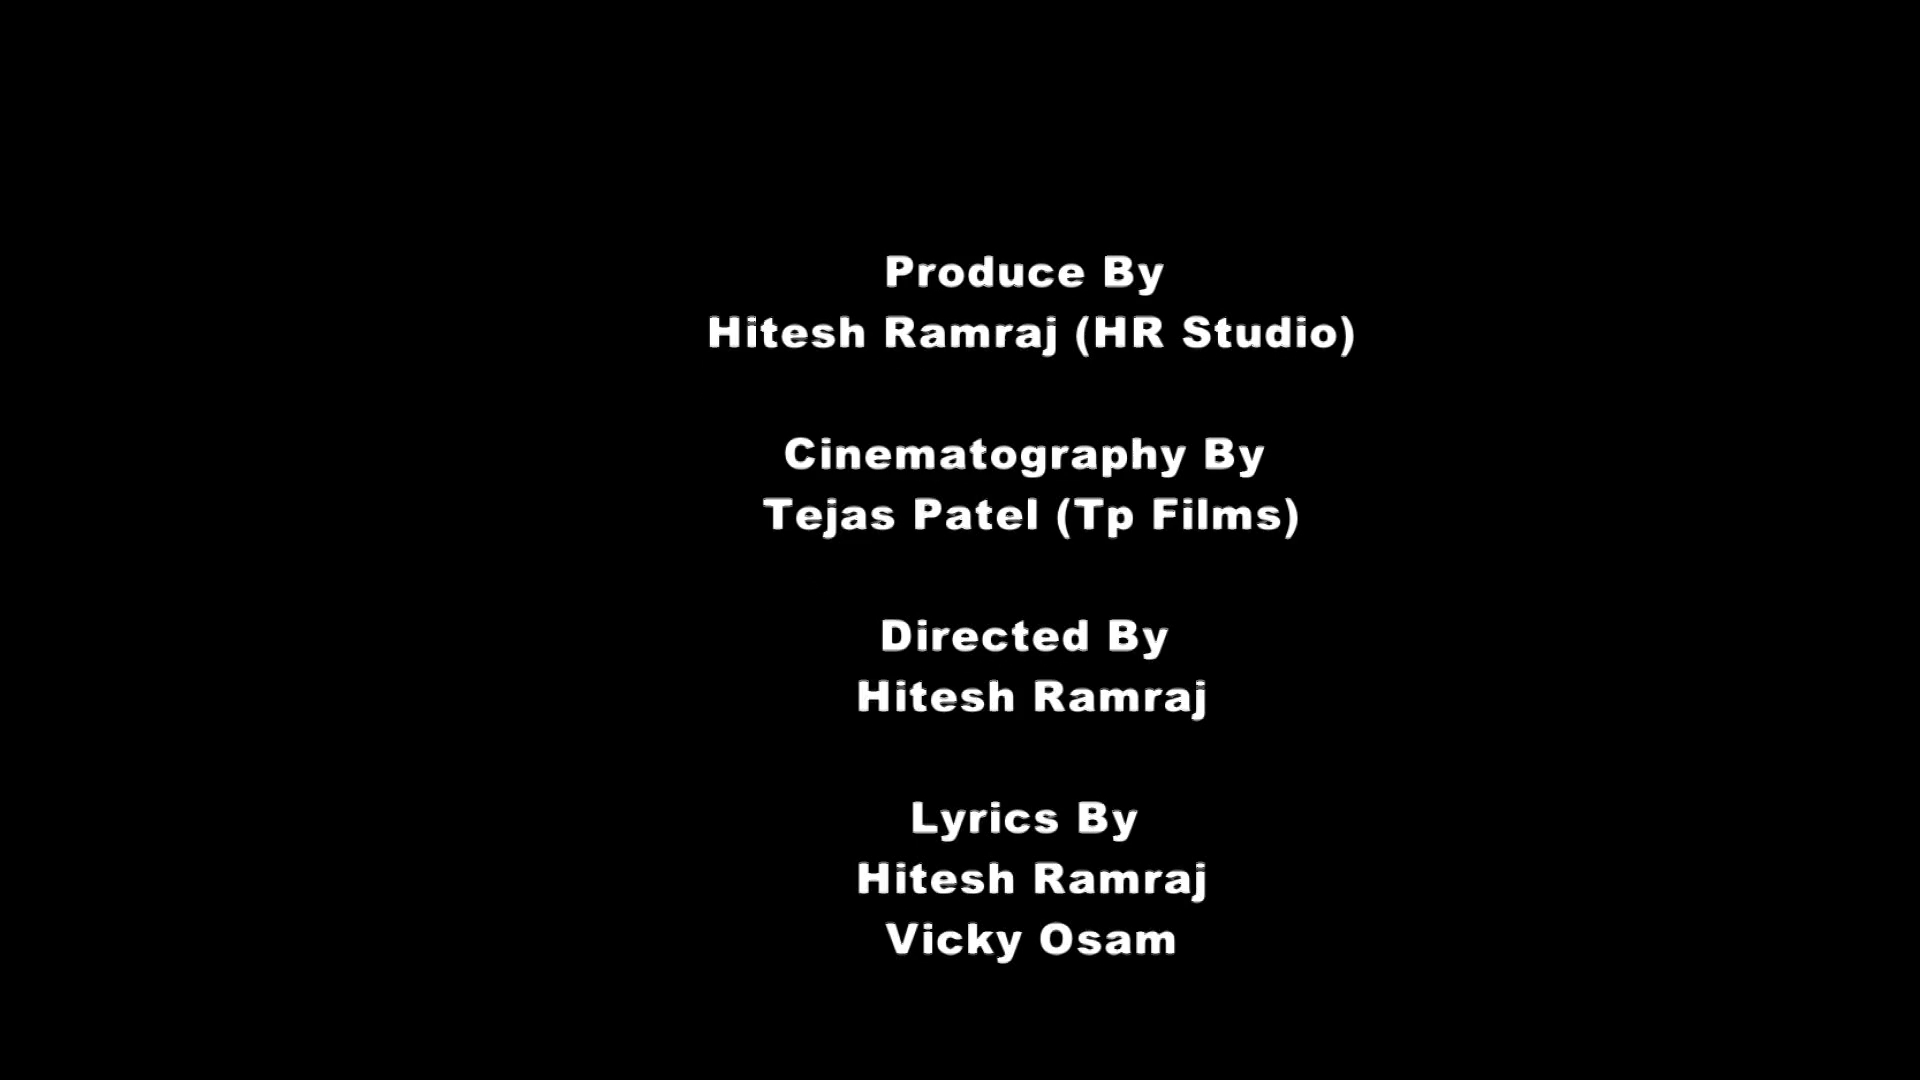 Produce By
Hitesh Ramraj (HR Studio)
Cinematography By
Tejas Patel (Tp Films)
Directed By
Hitesh Ramraj
Lyrics By
Hitesh Ramraj
Vicky Osam